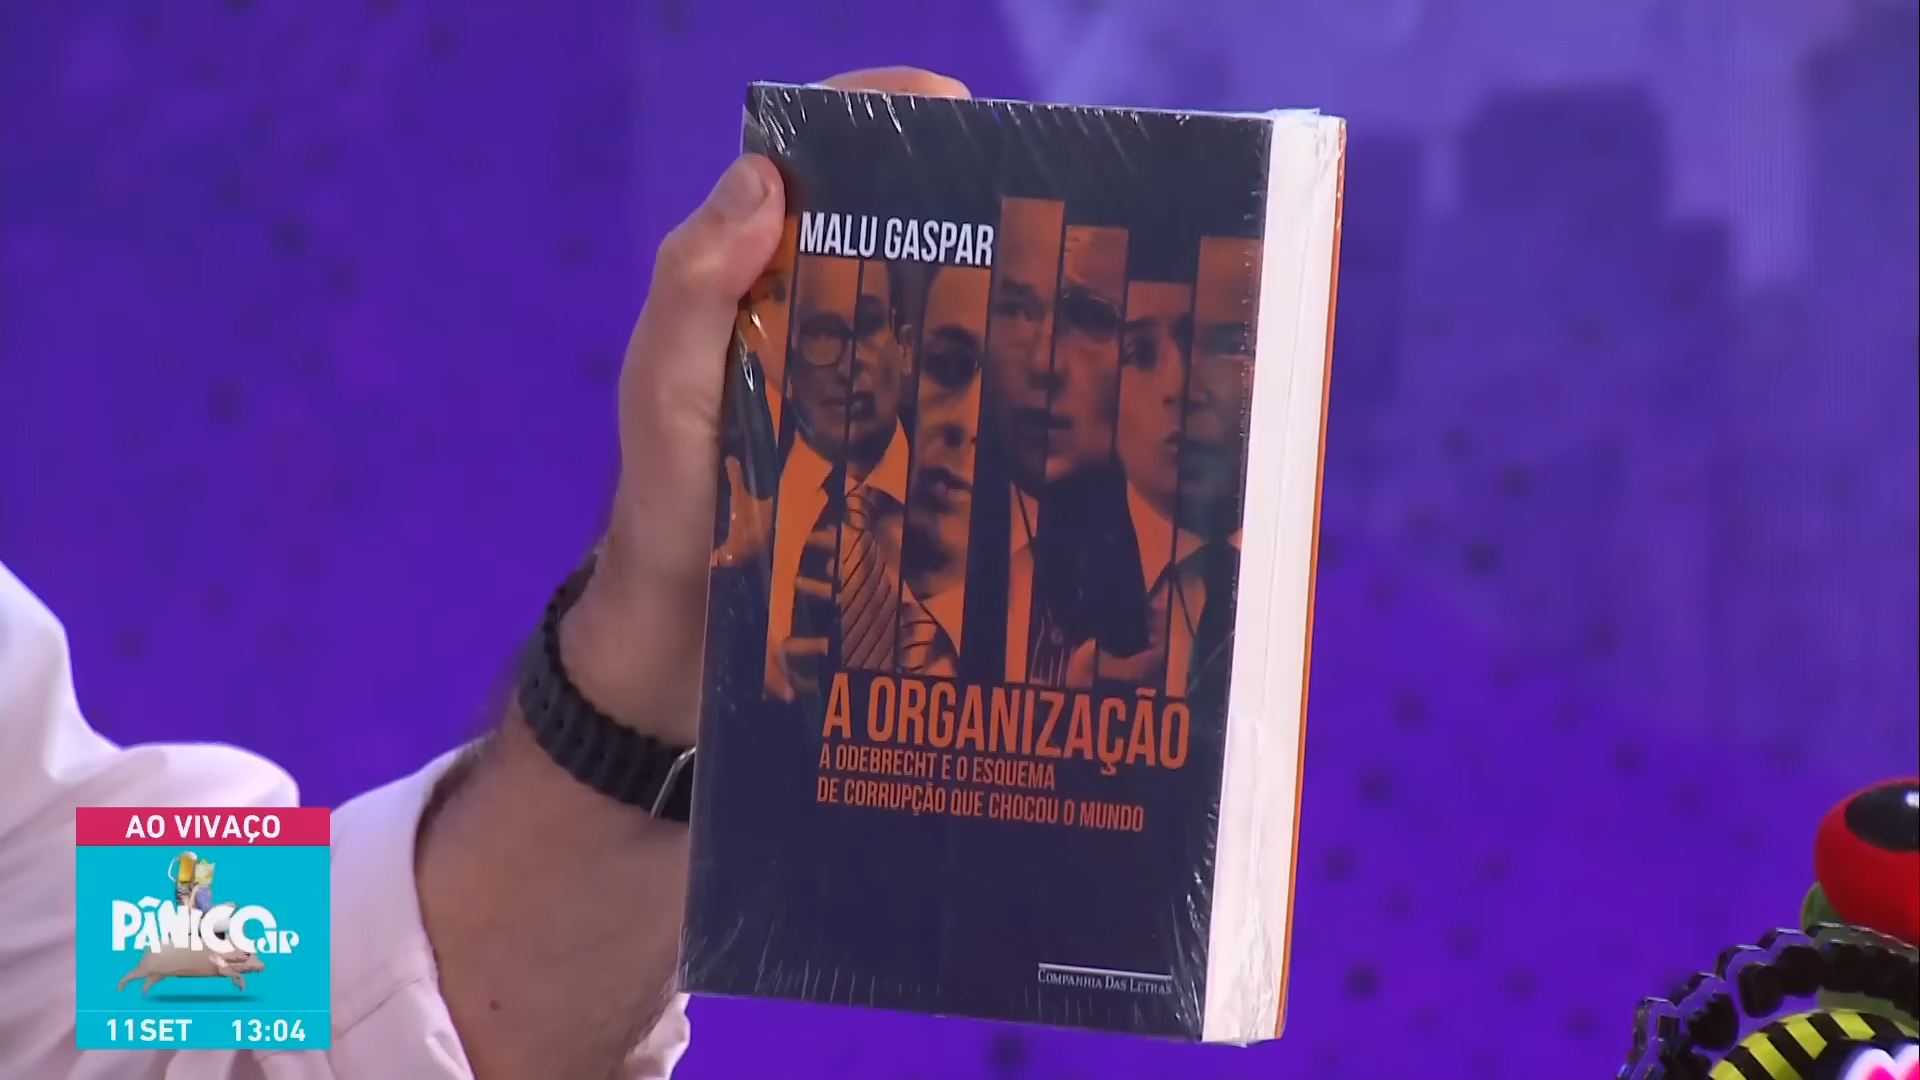 MALU GASPAR
A ORGANIZAÇÃO
A ODEBRECHT E O ESQUEMA
DE CORRUPÇÃO QUE CHOCOU O MUNDO
COMPANHIA DAS LETRAS
AO VIVAÇO
PÂNICO JP
11SET 13:04